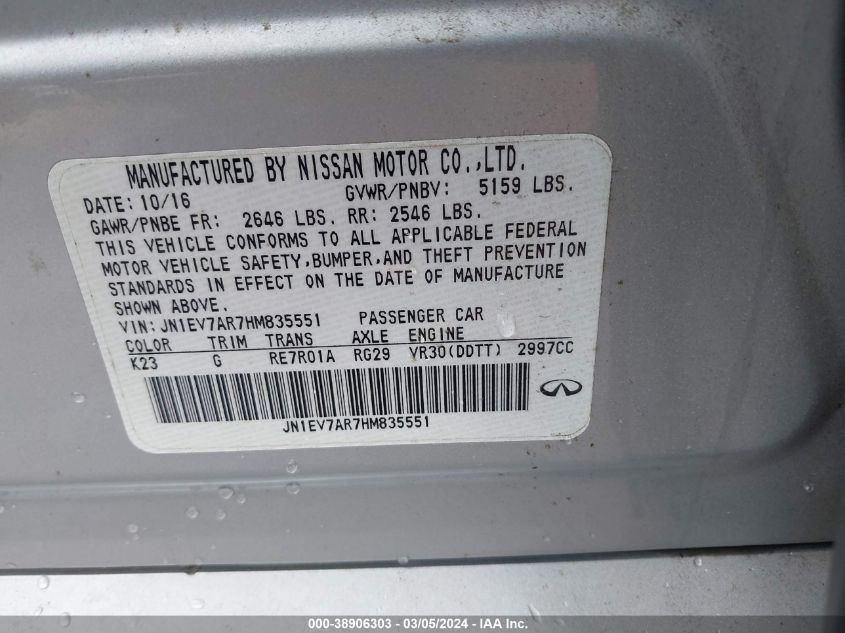 MANUFACTURED BY NISSAN MOTOR CO.,LTD.
DATE: 10/16 GVWR/PNBV: 5159 LBS.
GAWR/PNBE FR: 2646 LBS. RR: 2546 LBS.
THIS VEHICLE CONFORMS TO ALL APPLICABLE FEDERAL
MOTOR VEHICLE SAFETY,BUMPER,AND THEFT PREVENTION
STANDARDS IN EFFECT ON THE DATE OF MANUFACTURE
SHOWN ABOVE.
VIN:JN1EV7AR7HM835551 PASSENGER CAR
COLOR TRIM TRANS AXLE ENGINE
K23 G RE7R01A RG29 VR30(DDTT) 2997CC
JN1EV7AR7HM835551
000-38906303 - 03/05/2024 - IAA Inc.